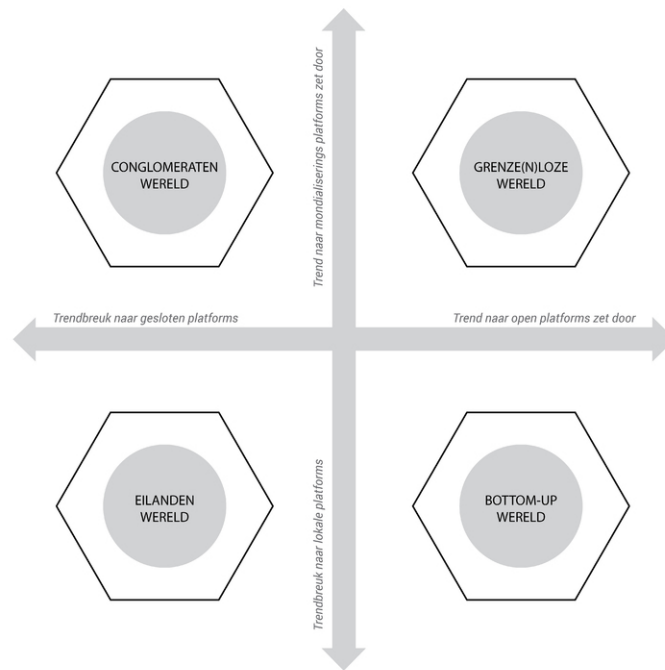 Trend naar mondialiserings platforms zet door
CONGLOMERATEN
WERELD
GRENZE(N)LOZE
WERELD
Trendbreuk naar gesloten platforms
Trend naar open platforms zet door
EILANDEN
WERELD
BOTTOM-UP
WERELD
Trendbreuk naar lokale platforms